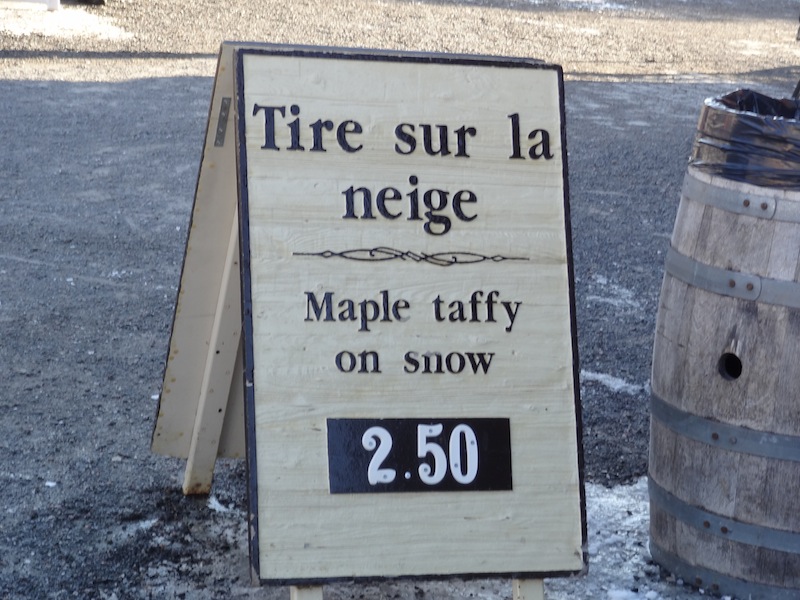 Tire sur la
neige
Maple taffy
on snow
2.50